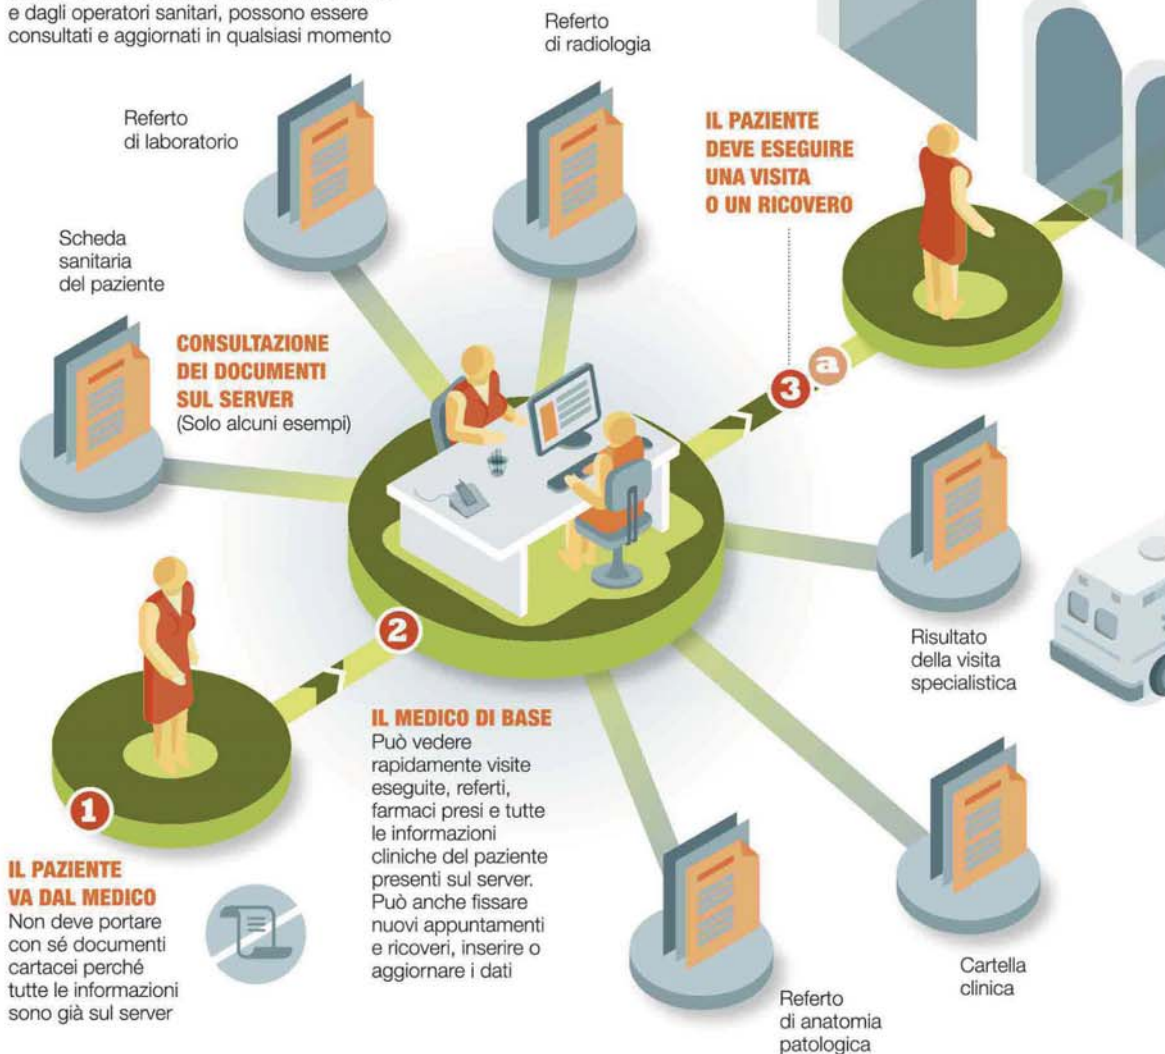 e dagli operatori sanitari, possono essere
consultati e aggiornati in qualsiasi momento
Referto
di radiologia
Referto
di laboratorio
IL PAZIENTE
DEVE ESEGUIRE
UNA VISITA
O UN RICOVERO
Scheda
sanitaria
del paziente
CONSULTAZIONE
DEI DOCUMENTI
SUL SERVER
(Solo alcuni esempi)
3 a
2
Risultato
della visita
specialistica
IL MEDICO DI BASE
Può vedere
rapidamente visite
eseguite, referti,
farmaci presi e tutte
le informazioni
cliniche del paziente
presenti sul server.
Può anche fissare
nuovi appuntamenti
e ricoveri, inserire o
aggiornare i dati
1
IL PAZIENTE
VA DAL MEDICO
Non deve portare
con sé documenti
cartacei perché
tutte le informazioni
sono già sul server
Cartella
clinica
Referto
di anatomia
patologica